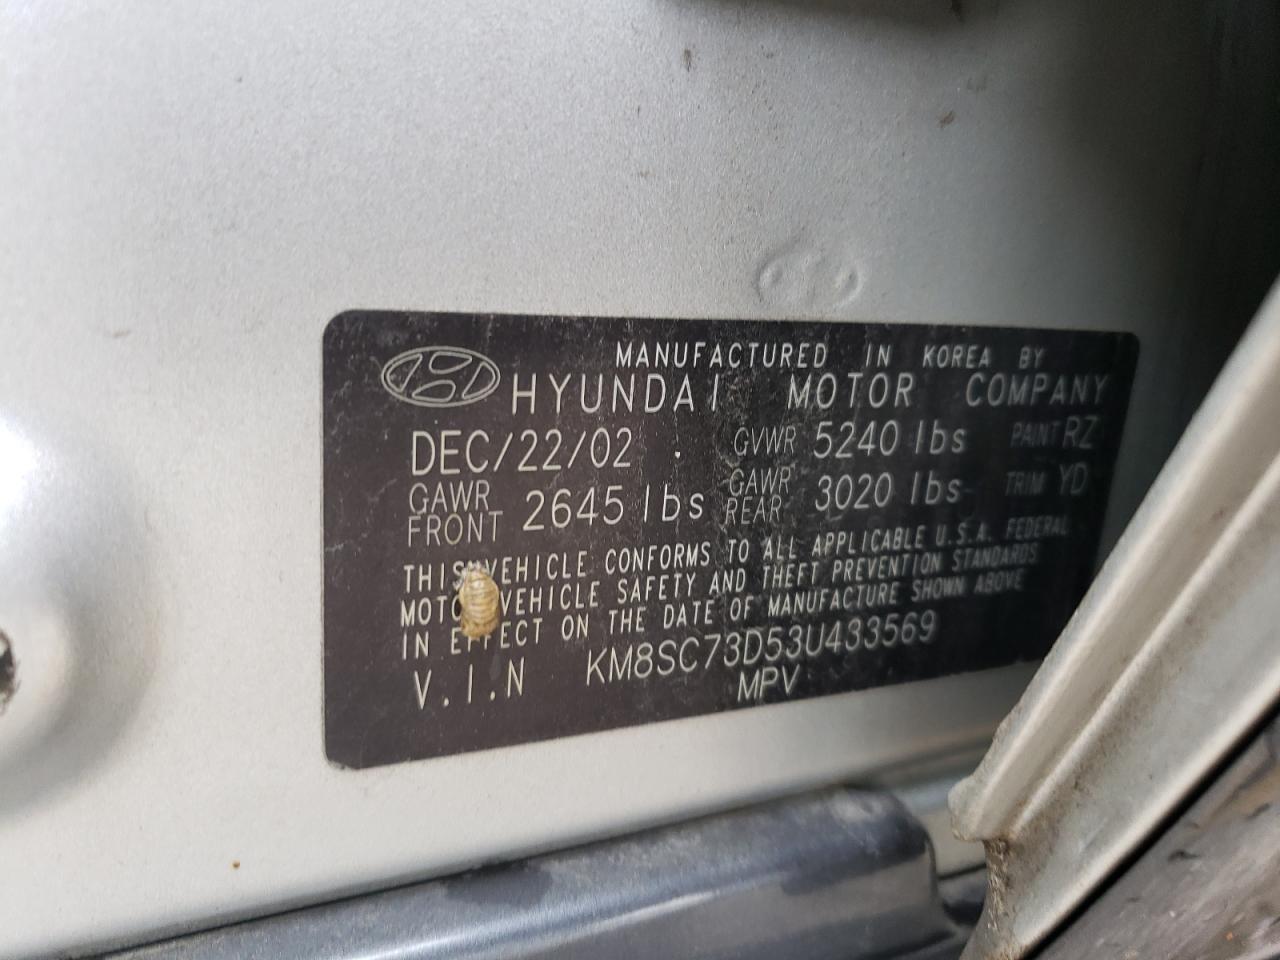 MANUFACTURED IN KOREA BY
HYUNDAI MOTOR COMPANY
DEC/22/02 GVWR 5240 lbs PAINT RZ
GAWR FRONT 2645 lbs GAWR REAR 3020 lbs TRIM YD
THIS VEHICLE CONFORMS TO ALL APPLICABLE U.S.A. FEDERAL
MOTOR VEHICLE SAFETY AND THEFT PREVENTION STANDARDS
IN EFFECT ON THE DATE OF MANUFACTURE SHOWN ABOVE
V.I.N KM8SC73D53U433569
MPV